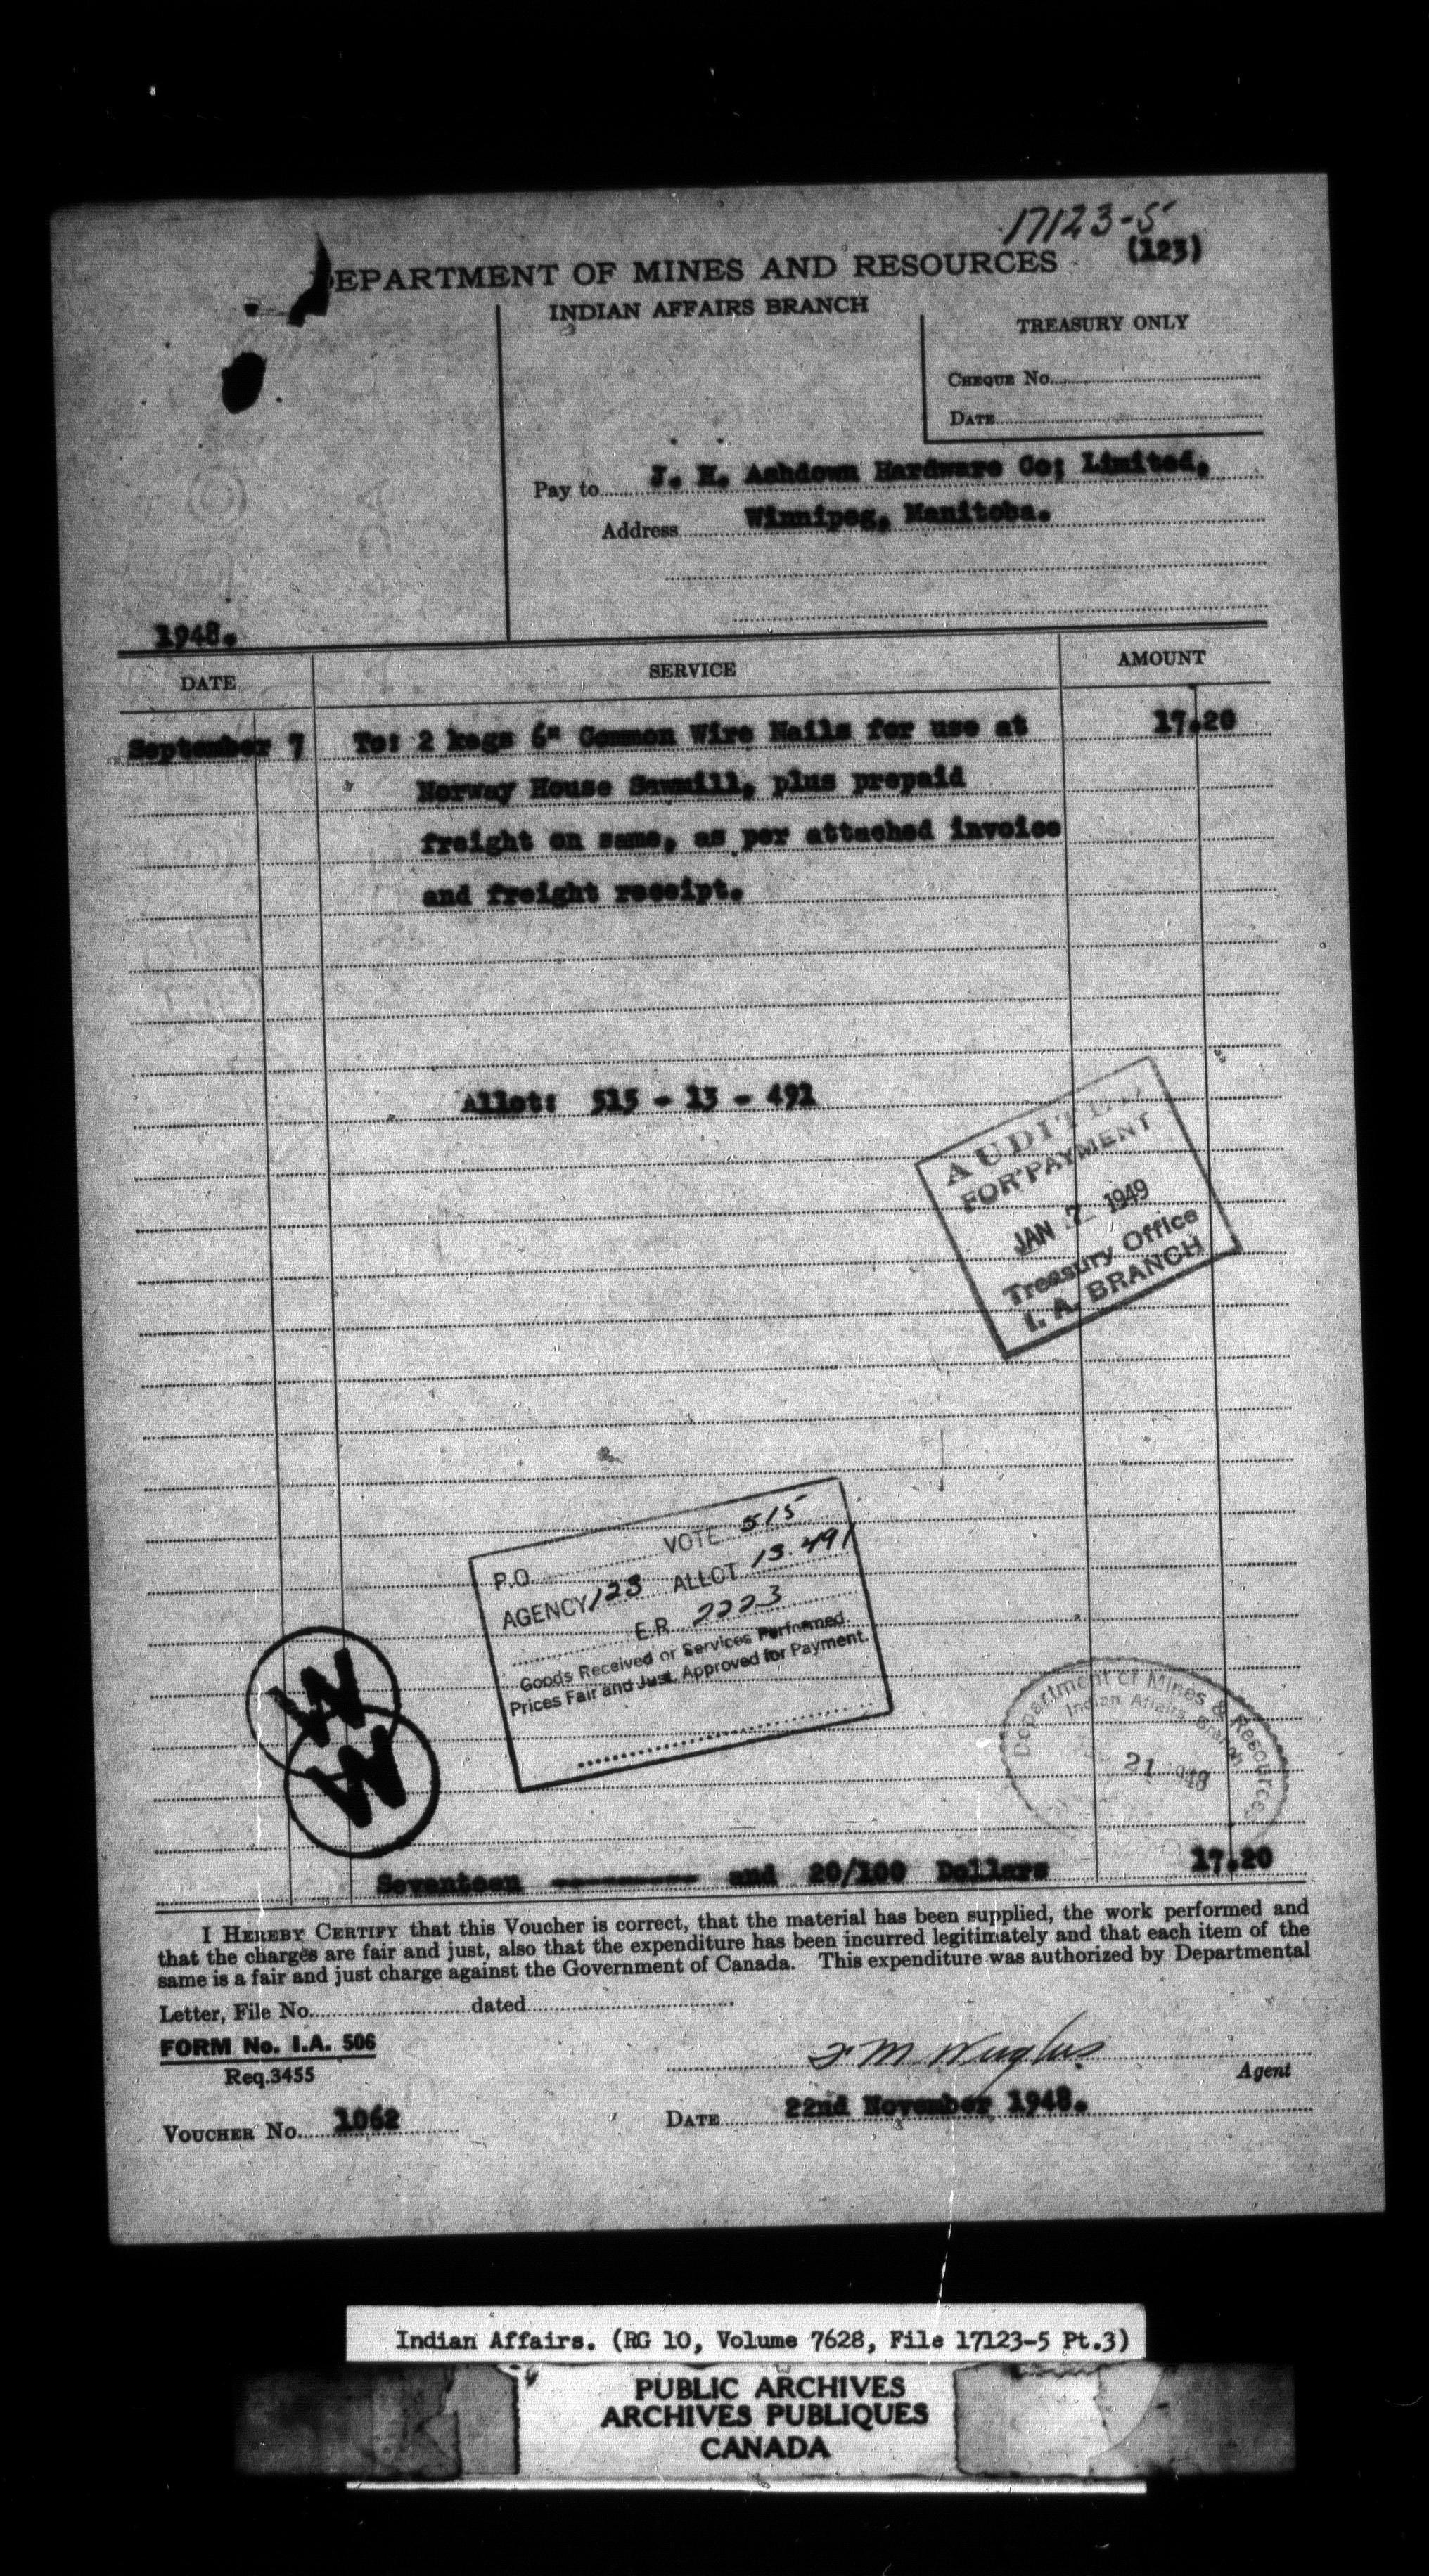 17123-5
(123)
DEPARTMENT OF MINES AND RESOURCES
INDIAN AFFAIRS BRANCH
TREASURY ONLY
CHEQUE No.
DATE
Pay to J. H. Ashdown Hardware Co; Limited,
Address Winnipeg, Manitoba.
1948.
DATE SERVICE AMOUNT
September 7 To: 2 kegs 6" Common Wire Nails for use at 17.20
Norway House Sawmill, plus prepaid
freight on same, as per attached invoice
and freight receipt.
Allot: 515 - 13 - 491
AUDITED
FOR PAYMENT
JAN 7 1949
Treasury Office
I. A. BRANCH
P.O. VOTE 515
AGENCY 123 ALLOT 13-491
E.R. 2223
Goods Received or Services Performed
Prices Fair and Just. Approved for Payment.
W
W
Department of Mines & Resources
Indian Affairs Branch
21
Seventeen --------- and 20/100 Dollars 17.20
I HEREBY CERTIFY that this Voucher is correct, that the material has been supplied, the work performed and
that the charges are fair and just, also that the expenditure has been incurred legitimately and that each item of the
same is a fair and just charge against the Government of Canada. This expenditure was authorized by Departmental
Letter, File No. dated
FORM No. I.A. 506
Req.3455
Agent
VOUCHER No. 1062 DATE 22nd November 1948.
Indian Affairs. (RG 10, Volume 7628, File 17123-5 Pt.3)
PUBLIC ARCHIVES
ARCHIVES PUBLIQUES
CANADA